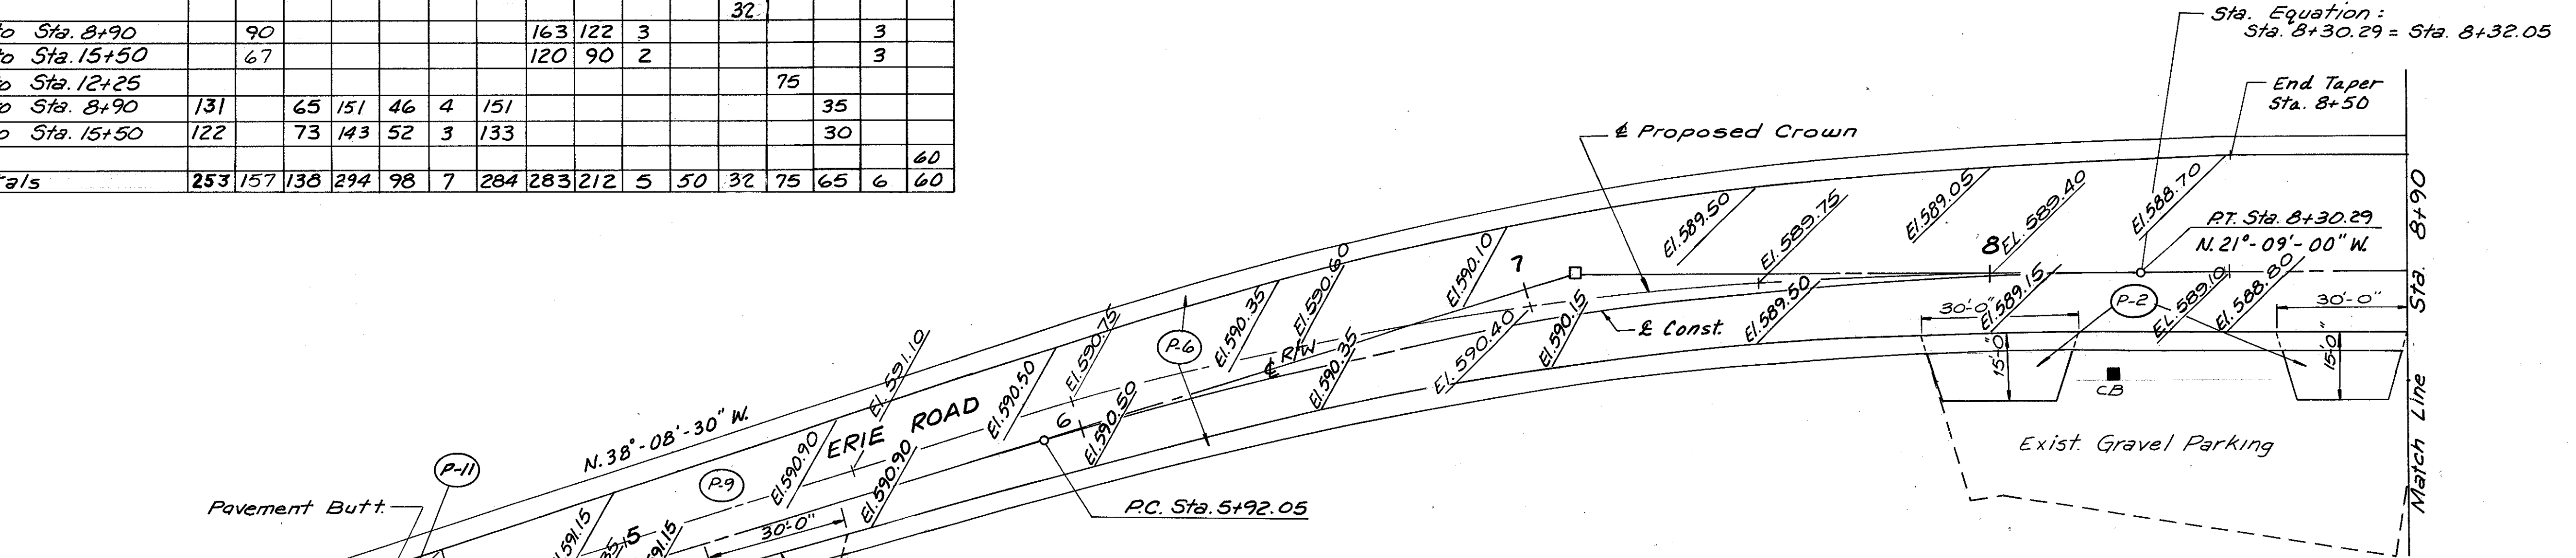 32
to Sta. 8+90 90 163 122 3 3
to Sta. 15+50 67 120 90 2 3
to Sta. 12+25 75
to Sta. 8+90 131 65 151 46 4 151 35
to Sta. 15+50 122 73 143 52 3 133 30
60
als 253 157 138 294 98 7 284 283 212 5 50 32 75 65 6 60
Sta. Equation:
Sta. 8+30.29 = Sta. 8+32.05
End Taper
Sta. 8+50
℄ Proposed Crown
El.589.50
El.589.75
El.589.05
El.589.40
El.588.70
P.T. Sta. 8+30.29
N. 21°-09'-00" W.
8
7
El.590.10
El.590.60
El.590.35
El.590.75
El.591.10
El.590.50
El.590.90
P-6
℄ R/W
℄ Const.
El.590.40
El.590.15
El.589.50
El.589.15
El.589.10
El.588.80
30'-0"
P-2
30'-0"
15'-0"
15'-0"
CB
Exist. Gravel Parking
Match Line Sta. 8+90
El.590.35
El.590.50
6
ERIE ROAD
El.590.90
N. 38°-08'-30" W.
P-11
P-9
Pavement Butt.
P.C. Sta. 5+92.05
30'-0"
591.15
5
91.15